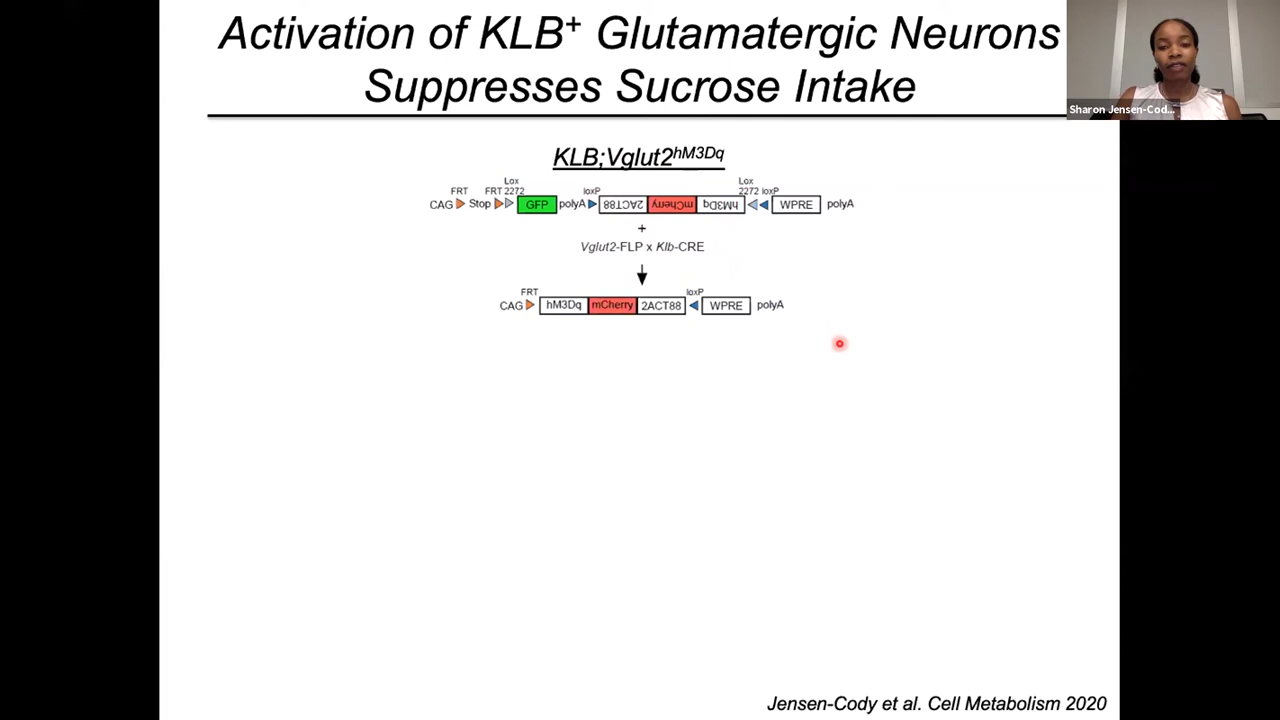 Activation of KLB⁺ Glutamatergic Neurons
Suppresses Sucrose Intake
Sharon Jensen-Cod...
KLB;Vglut2hM3Dq
FRT FRT Lox 2272 loxP Lox 2272 loxP
CAG Stop GFP polyA 2ACT88 mCherry hM3Dq WPRE polyA
+
Vglut2-FLP x Klb-CRE
FRT loxP
CAG hM3Dq mCherry 2ACT88 WPRE polyA
Jensen-Cody et al. Cell Metabolism 2020